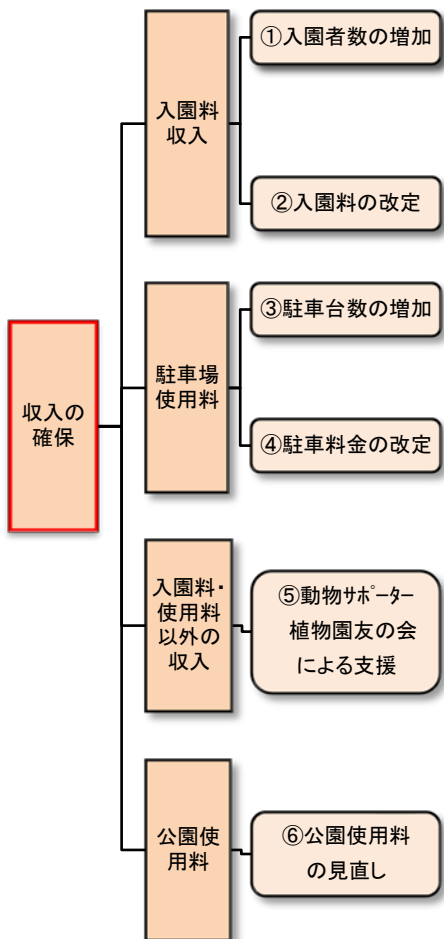 収入の
確保
入園料
収入
①入園者数の増加
②入園料の改定
駐車場
使用料
③駐車台数の増加
④駐車料金の改定
入園料・
使用料
以外の
収入
⑤動物サポーター
植物園友の会
による支援
公園使
用料
⑥公園使用料
の見直し